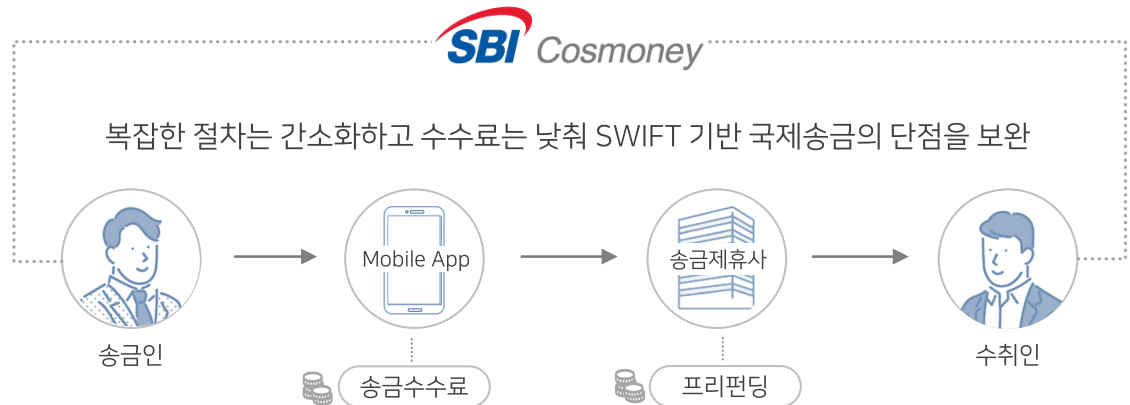 SBI Cosmoney
복잡한 절차는 간소화하고 수수료는 낮춰 SWIFT 기반 국제송금의 단점을 보완
Mobile App
송금제휴사
송금인
수취인
송금수수료
프리펀딩